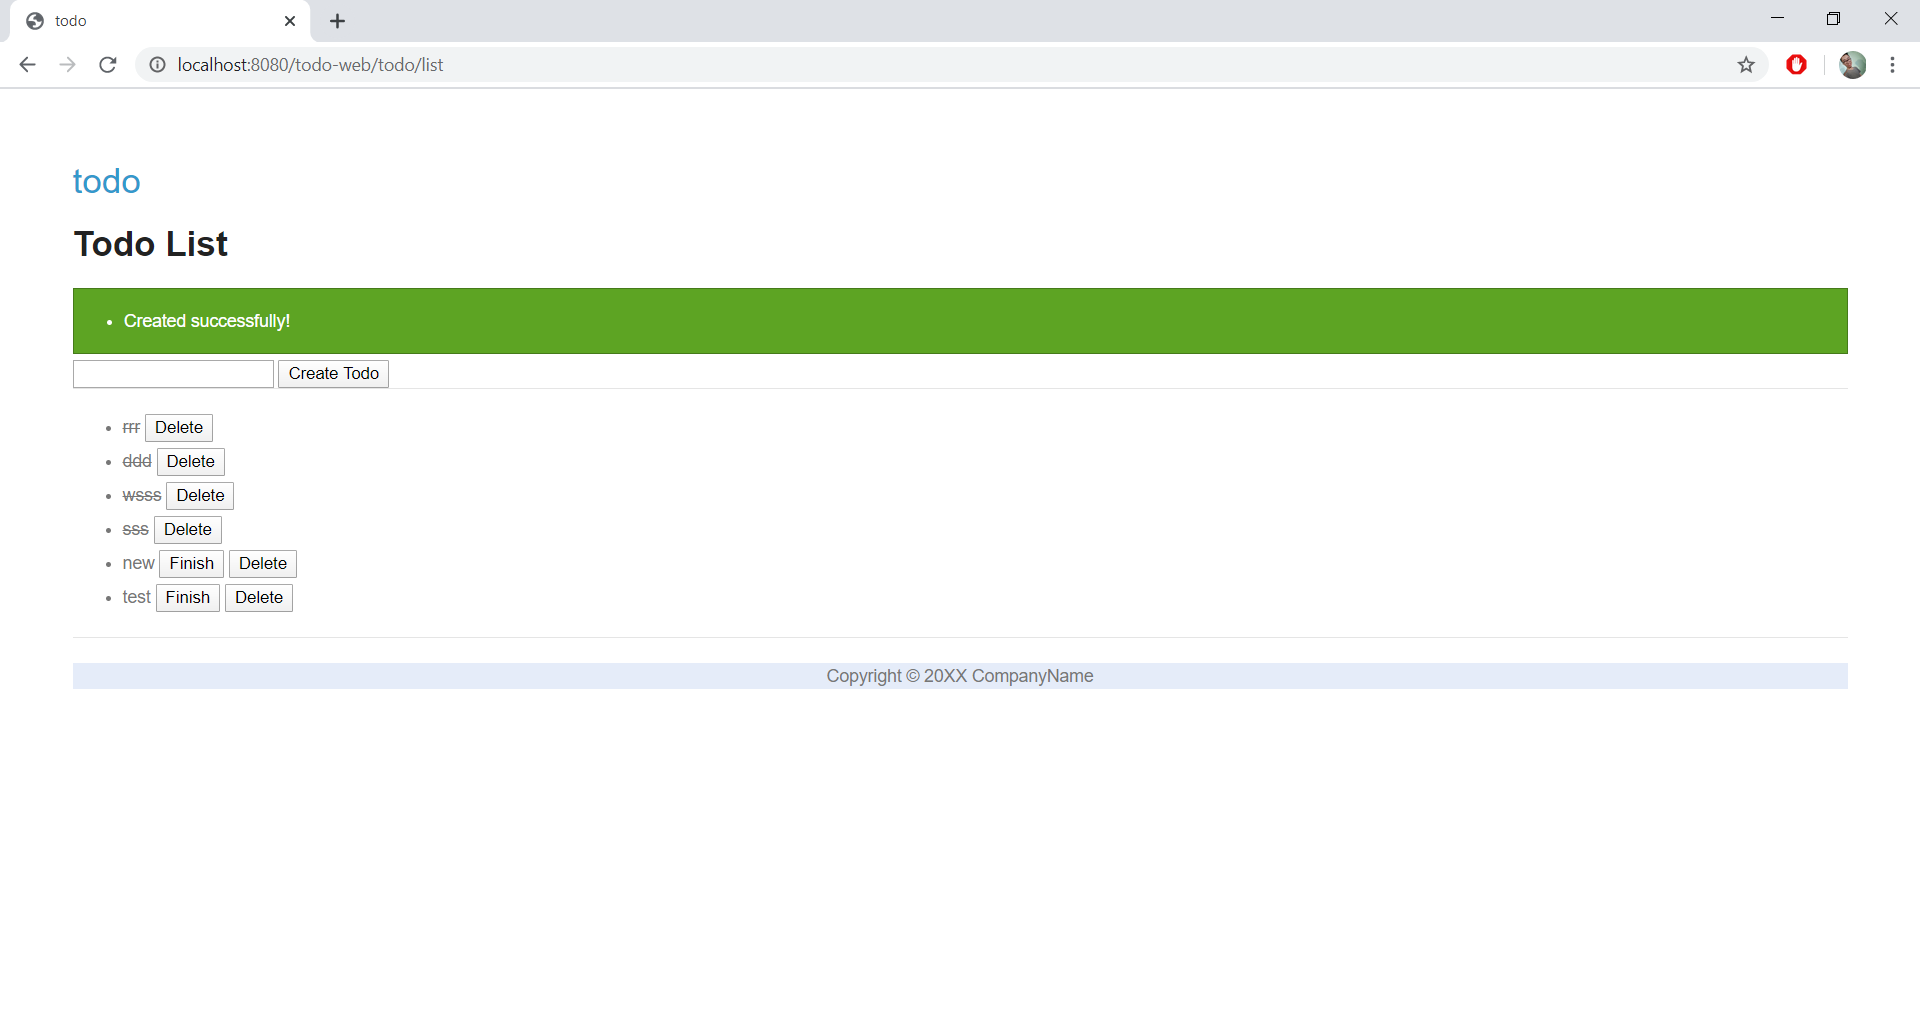 todo
localhost:8080/todo-web/todo/list
todo
Todo List
Created successfully!
Create Todo
rrr Delete
ddd Delete
wsss Delete
sss Delete
new Finish Delete
test Finish Delete
Copyright © 20XX CompanyName